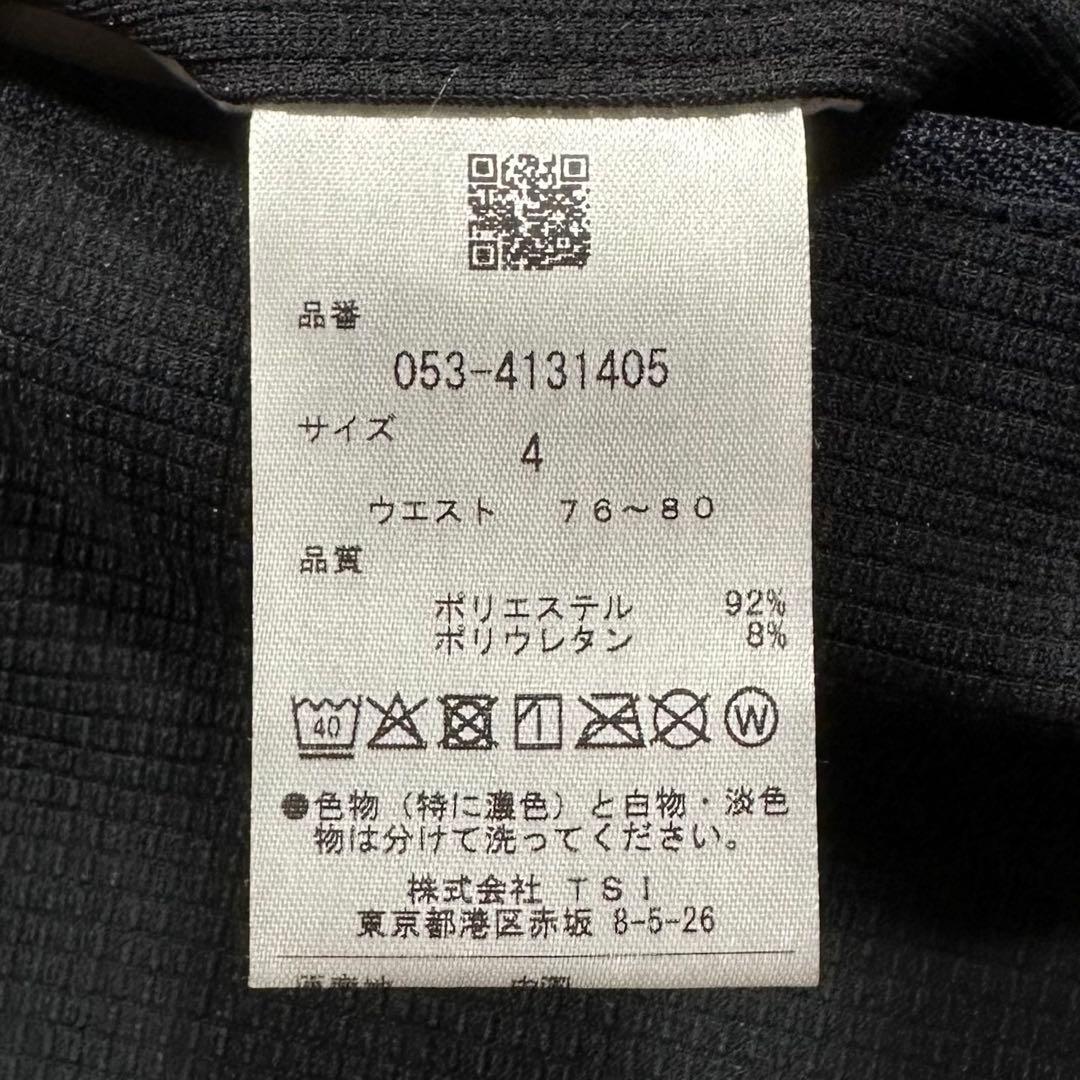 品番
053-4131405
サイズ
4
ウエスト 76～80
品質
ポリエステル 92%
ポリウレタン 8%
40 W
●色物（特に濃色）と白物・淡色
物は分けて洗ってください。
株式会社 TSI
東京都港区赤坂 8-5-26